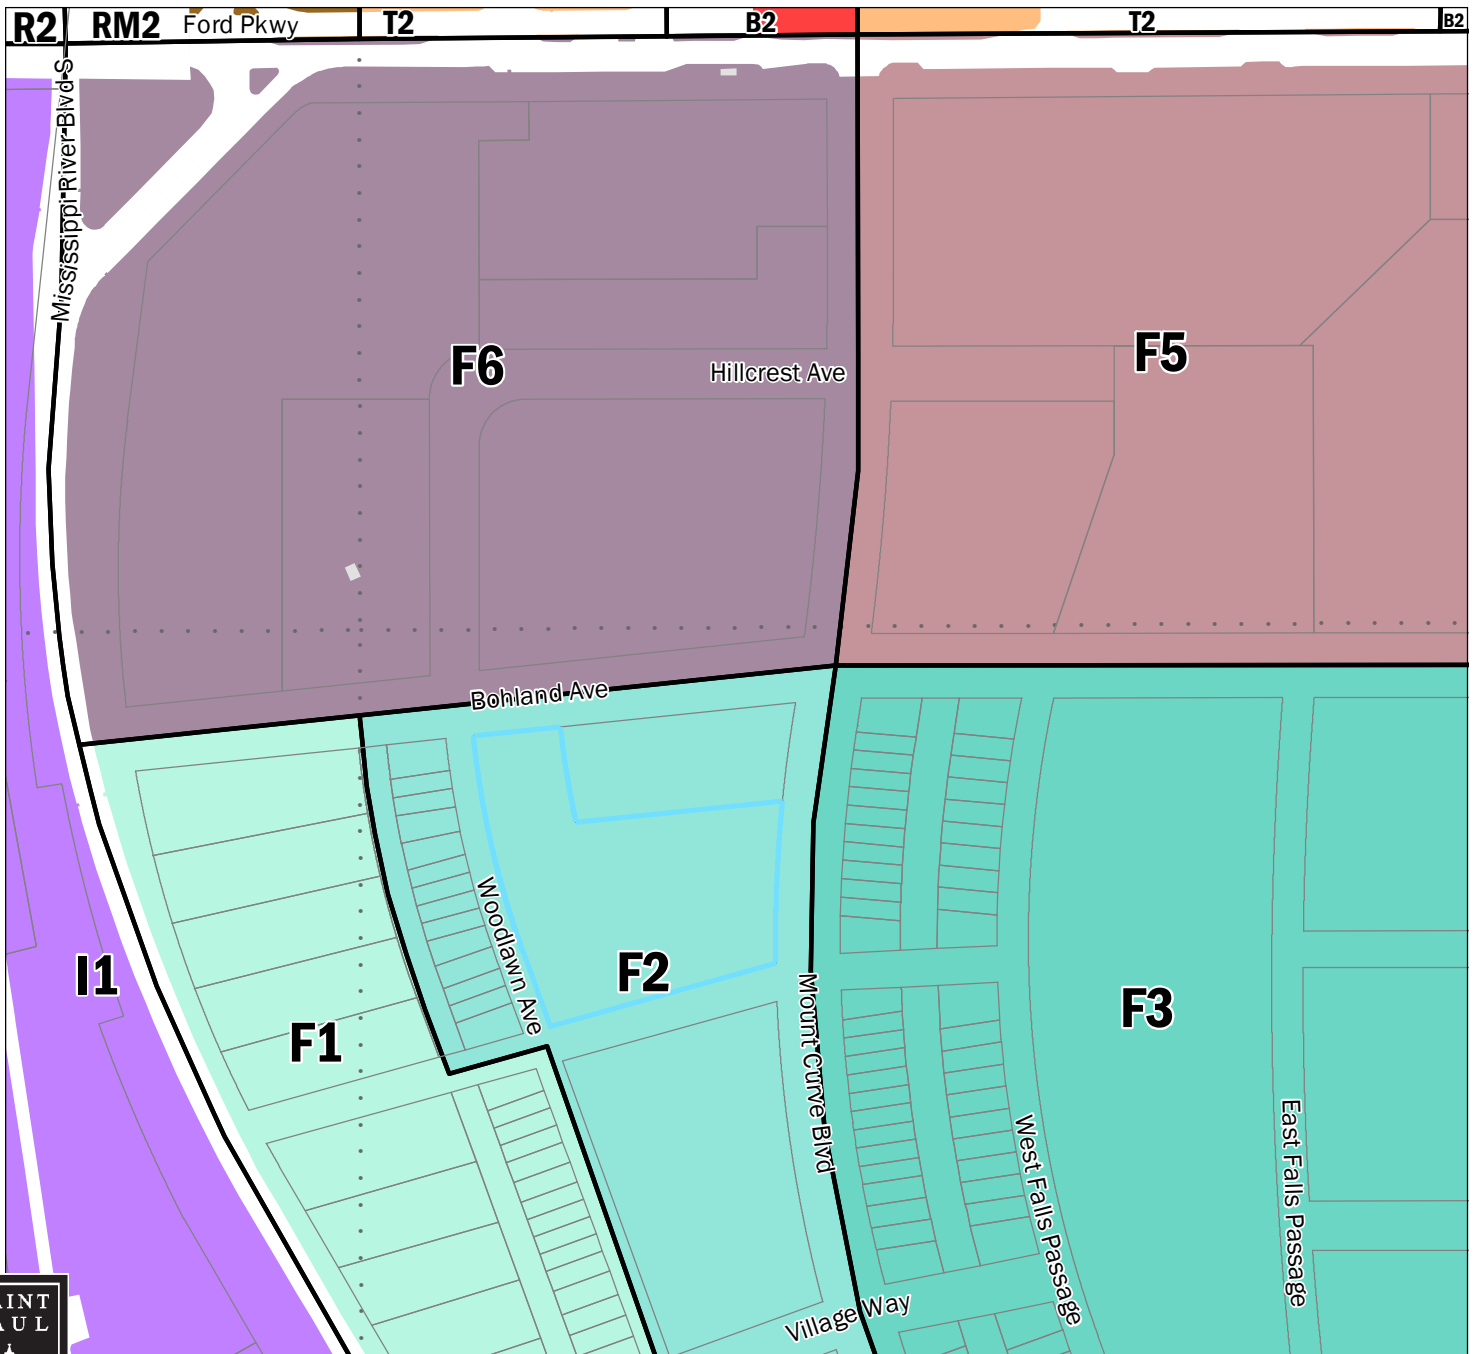 R2
RM2
Ford Pkwy
T2
B2
T2
B2
Mississippi River Blvd S
F6
F5
Hillcrest Ave
Bohland Ave
Woodlawn Ave
F2
I1
F1
Mount Curve Blvd
F3
West Falls Passage
East Falls Passage
Village Way
AINT
AUL